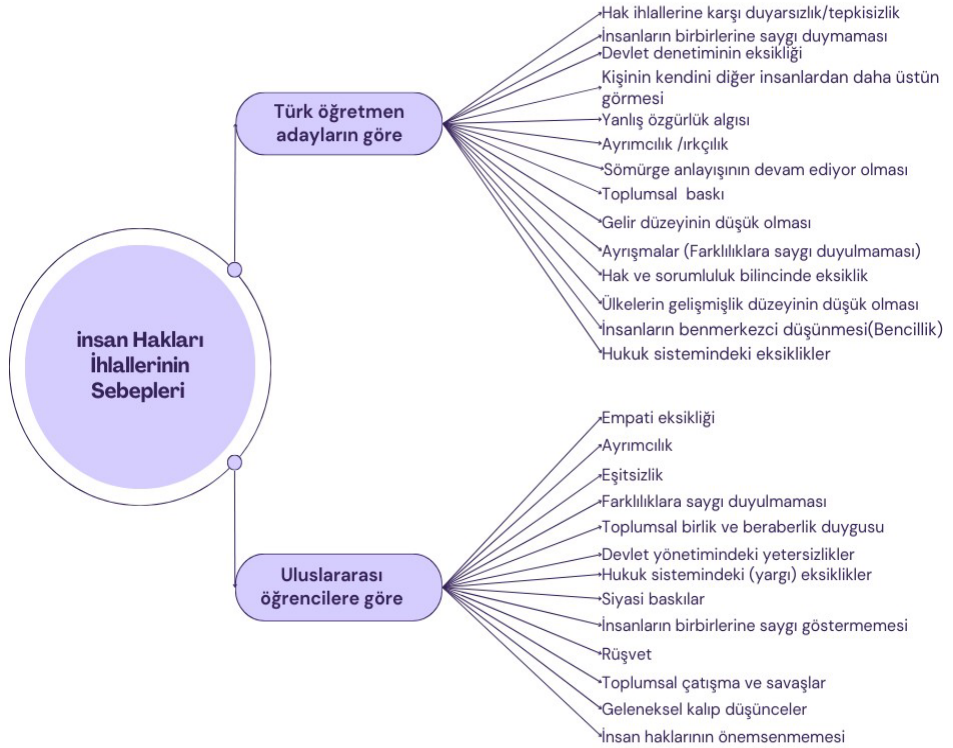 insan Hakları
İhlallerinin
Sebepleri
Türk öğretmen
adayların göre
Hak ihlallerine karşı duyarsızlık/tepkisizlik
İnsanların birbirlerine saygı duymaması
Devlet denetiminin eksikliği
Kişinin kendini diğer insanlardan daha üstün
görmesi
Yanlış özgürlük algısı
Ayrımcılık /ırkçılık
Sömürge anlayışının devam ediyor olması
Toplumsal baskı
Gelir düzeyinin düşük olması
Ayrışmalar (Farklılıklara saygı duyulmaması)
Hak ve sorumluluk bilincinde eksiklik
Ülkelerin gelişmişlik düzeyinin düşük olması
İnsanların benmerkezci düşünmesi(Bencillik)
Hukuk sistemindeki eksiklikler
Uluslararası
öğrencilere göre
Empati eksikliği
Ayrımcılık
Eşitsizlik
Farklılıklara saygı duyulmaması
Toplumsal birlik ve beraberlik duygusu
Devlet yönetimindeki yetersizlikler
Hukuk sistemindeki (yargı) eksiklikler
Siyasi baskılar
İnsanların birbirlerine saygı göstermemesi
Rüşvet
Toplumsal çatışma ve savaşlar
Geleneksel kalıp düşünceler
İnsan haklarının önemsenmemesi